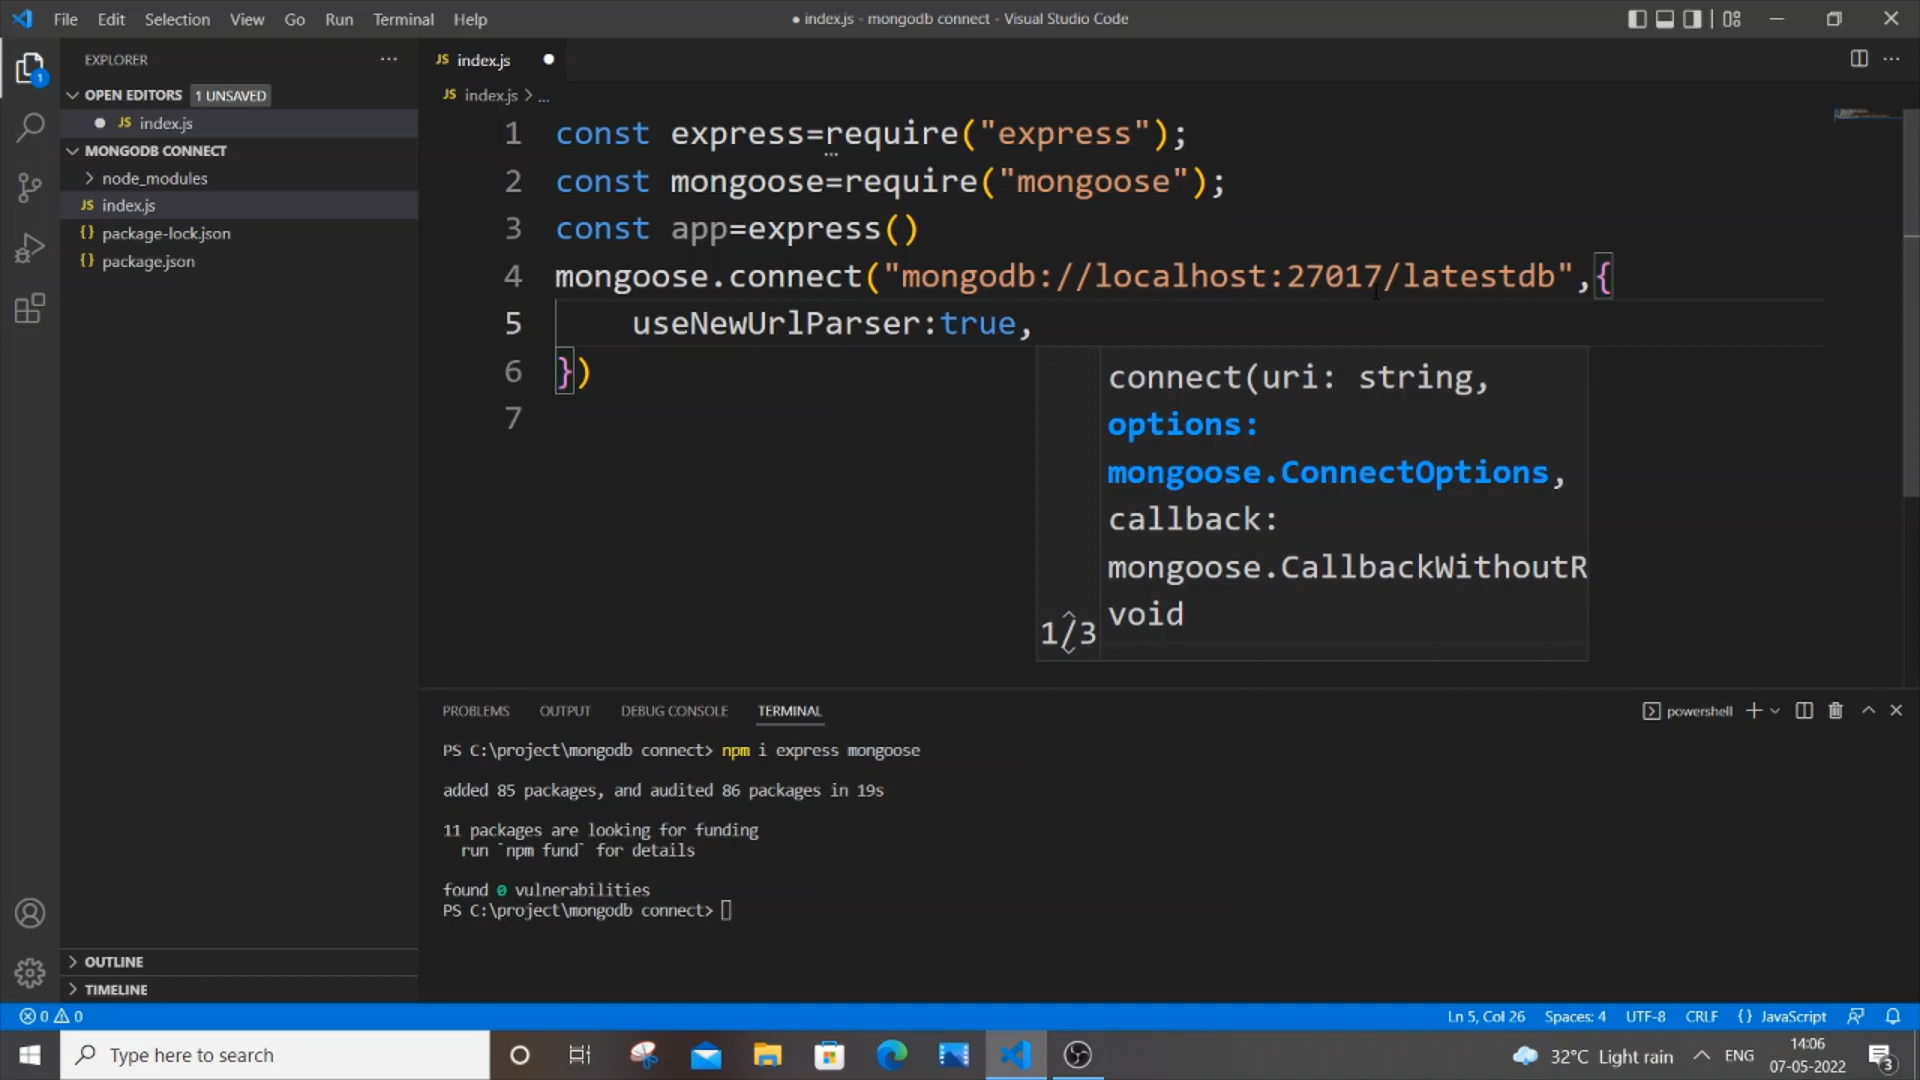 File Edit Selection View Go Run Terminal Help
● index.js - mongodb connect - Visual Studio Code
EXPLORER ...
OPEN EDITORS 1 UNSAVED
● JS index.js
MONGODB CONNECT
node_modules
JS index.js
{} package-lock.json
{} package.json
OUTLINE
TIMELINE
JS index.js ●
JS index.js > ...
1 const express=require("express");
2 const mongoose=require("mongoose");
3 const app=express()
4 mongoose.connect("mongodb://localhost:27017/latestdb",{
5 useNewUrlParser:true,
6 })
7
connect(uri: string,
options:
mongoose.ConnectOptions,
callback:
mongoose.CallbackWithoutR
void
1/3
PROBLEMS OUTPUT DEBUG CONSOLE TERMINAL
powershell
PS C:\project\mongodb connect> npm i express mongoose
added 85 packages, and audited 86 packages in 19s
11 packages are looking for funding
run `npm fund` for details
found 0 vulnerabilities
PS C:\project\mongodb connect>
0 0
Ln 5, Col 26 Spaces: 4 UTF-8 CRLF {} JavaScript
Type here to search
32°C Light rain
ENG
14:06
07-05-2022
3
1